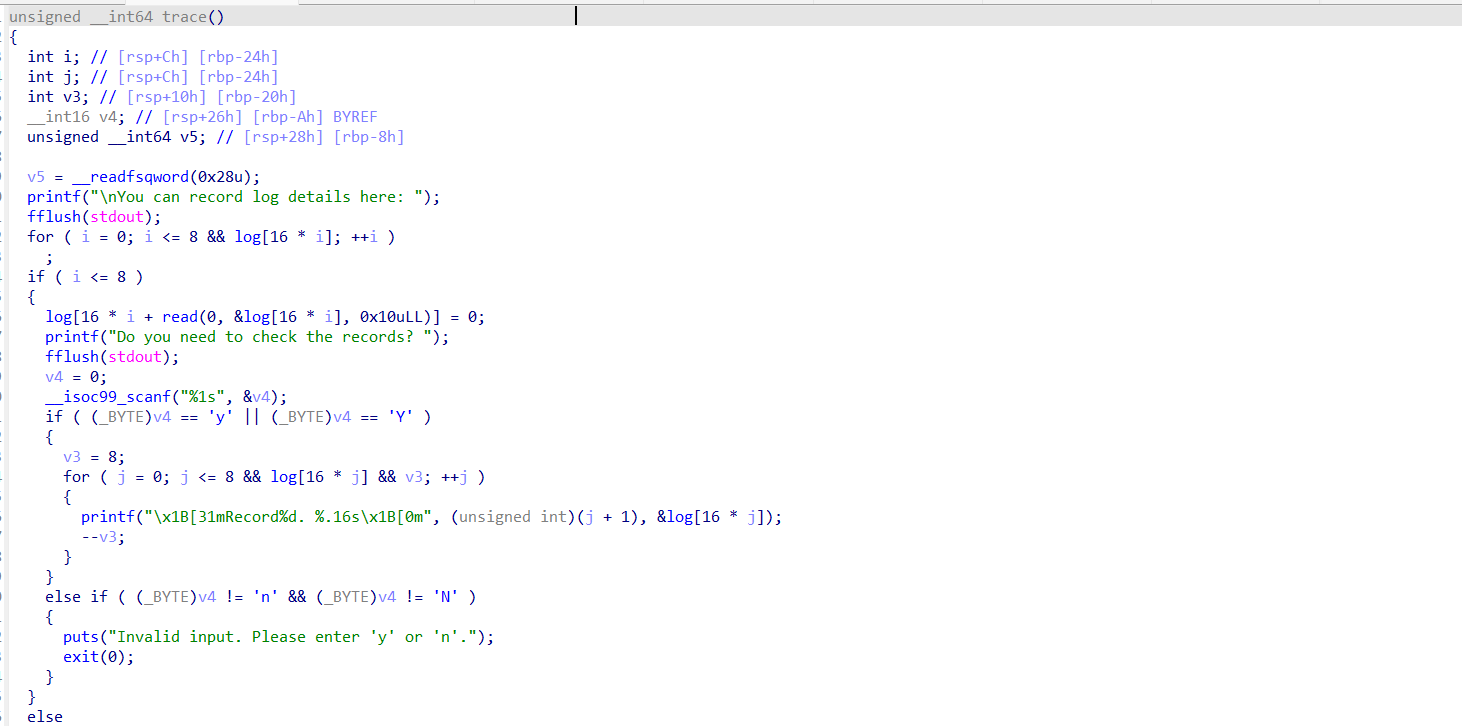 unsigned __int64 trace()
{
  int i; // [rsp+Ch] [rbp-24h]
  int j; // [rsp+Ch] [rbp-24h]
  int v3; // [rsp+10h] [rbp-20h]
  __int16 v4; // [rsp+26h] [rbp-Ah] BYREF
  unsigned __int64 v5; // [rsp+28h] [rbp-8h]

  v5 = __readfsqword(0x28u);
  printf("\nYou can record log details here: ");
  fflush(stdout);
  for ( i = 0; i <= 8 && log[16 * i]; ++i )
    ;
  if ( i <= 8 )
  {
    log[16 * i + read(0, &log[16 * i], 0x10uLL)] = 0;
    printf("Do you need to check the records? ");
    fflush(stdout);
    v4 = 0;
    __isoc99_scanf("%1s", &v4);
    if ( (_BYTE)v4 == 'y' || (_BYTE)v4 == 'Y' )
    {
      v3 = 8;
      for ( j = 0; j <= 8 && log[16 * j] && v3; ++j )
      {
        printf("\x1B[31mRecord%d. %.16s\x1B[0m", (unsigned int)(j + 1), &log[16 * j]);
        --v3;
      }
    }
    else if ( (_BYTE)v4 != 'n' && (_BYTE)v4 != 'N' )
    {
      puts("Invalid input. Please enter 'y' or 'n'.");
      exit(0);
    }
  }
  else